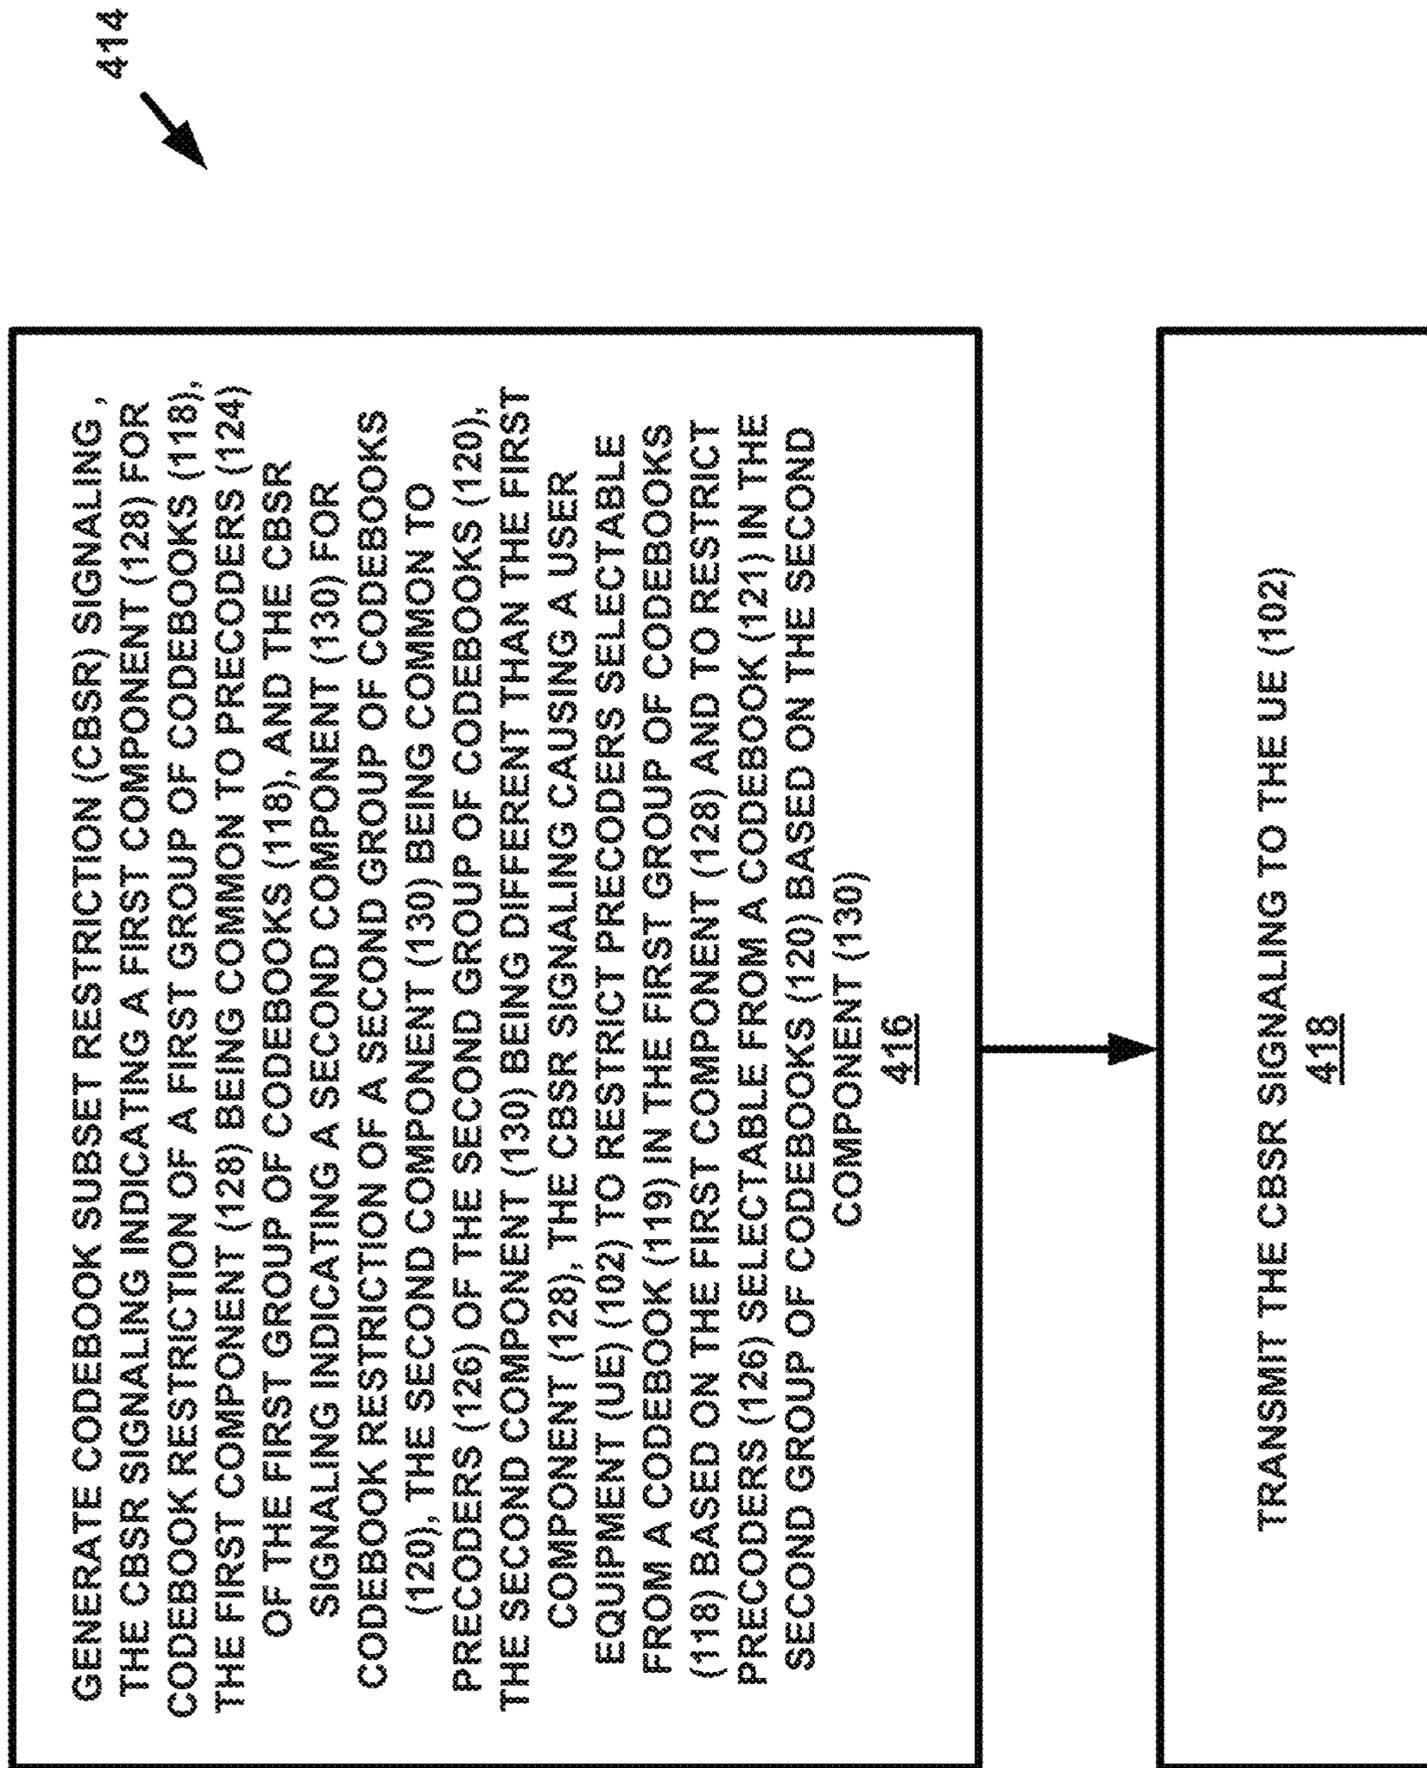 414
GENERATE CODEBOOK SUBSET RESTRICTION (CBSR) SIGNALING,
THE CBSR SIGNALING INDICATING A FIRST COMPONENT (128) FOR
CODEBOOK RESTRICTION OF A FIRST GROUP OF CODEBOOKS (118),
THE FIRST COMPONENT (128) BEING COMMON TO PRECODERS (124)
OF THE FIRST GROUP OF CODEBOOKS (118), AND THE CBSR
SIGNALING INDICATING A SECOND COMPONENT (130) FOR
CODEBOOK RESTRICTION OF A SECOND GROUP OF CODEBOOKS
(120), THE SECOND COMPONENT (130) BEING COMMON TO
PRECODERS (126) OF THE SECOND GROUP OF CODEBOOKS (120),
THE SECOND COMPONENT (130) BEING DIFFERENT THAN THE FIRST
COMPONENT (128), THE CBSR SIGNALING CAUSING A USER
EQUIPMENT (UE) (102) TO RESTRICT PRECODERS SELECTABLE
FROM A CODEBOOK (119) IN THE FIRST GROUP OF CODEBOOKS
(118) BASED ON THE FIRST COMPONENT (128) AND TO RESTRICT
PRECODERS (126) SELECTABLE FROM A CODEBOOK (121) IN THE
SECOND GROUP OF CODEBOOKS (120) BASED ON THE SECOND
COMPONENT (130)
416
TRANSMIT THE CBSR SIGNALING TO THE UE (102)
418